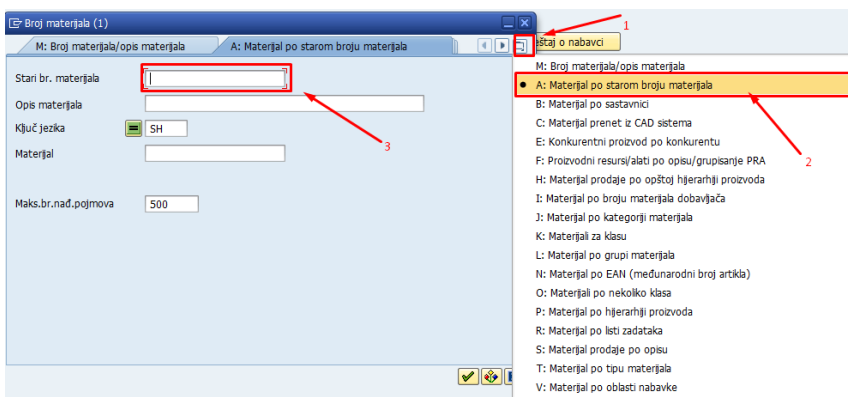 Broj materijala (1)
M: Broj materijala/opis materijala
A: Materijal po starom broju materijala
Stari br. materijala
Opis materijala
Ključ jezika
SH
Materijal
Maks.br.nađ.pojmova
500
3
1
eštaj o nabavci
M: Broj materijala/opis materijala
A: Materijal po starom broju materijala
B: Materijal po sastavnici
C: Materijal prenet iz CAD sistema
E: Konkurentni proizvod po konkurentu
F: Proizvodni resursi/alati po opisu/grupisanje PRA
H: Materijal prodaje po opštoj hijerarhiji proizvoda
I: Materijal po broju materijala dobavljača
J: Materijal po kategoriji materijala
K: Materijali za klasu
L: Materijal po grupi materijala
N: Materijal po EAN (međunarodni broj artikla)
O: Materijali po nekoliko klasa
P: Materijal po hijerarhiji proizvoda
R: Materijal po listi zadataka
S: Materijal prodaje po opisu
T: Materijal po tipu materijala
V: Materijal po oblasti nabavke
2